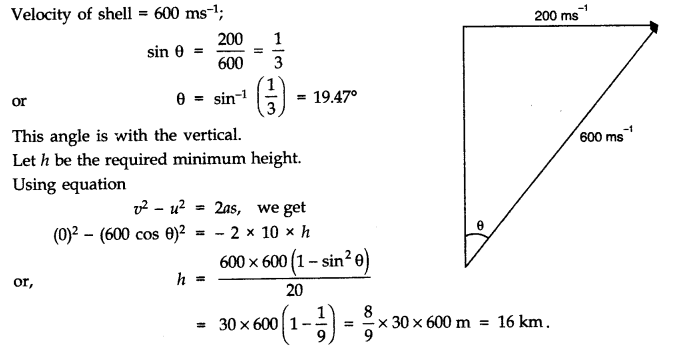 Velocity of shell = 600 ms⁻¹;
sin θ = 200/600 = 1/3
or θ = sin⁻¹ (1/3) = 19.47°
This angle is with the vertical.
Let h be the required minimum height.
Using equation
v² – u² = 2as, we get
(0)² – (600 cos θ)² = – 2 × 10 × h
or, h = 600 × 600 (1 – sin² θ)/20
= 30 × 600 (1 – 1/9) = 8/9 × 30 × 600 m = 16 km.
200 ms⁻¹
600 ms⁻¹
θ